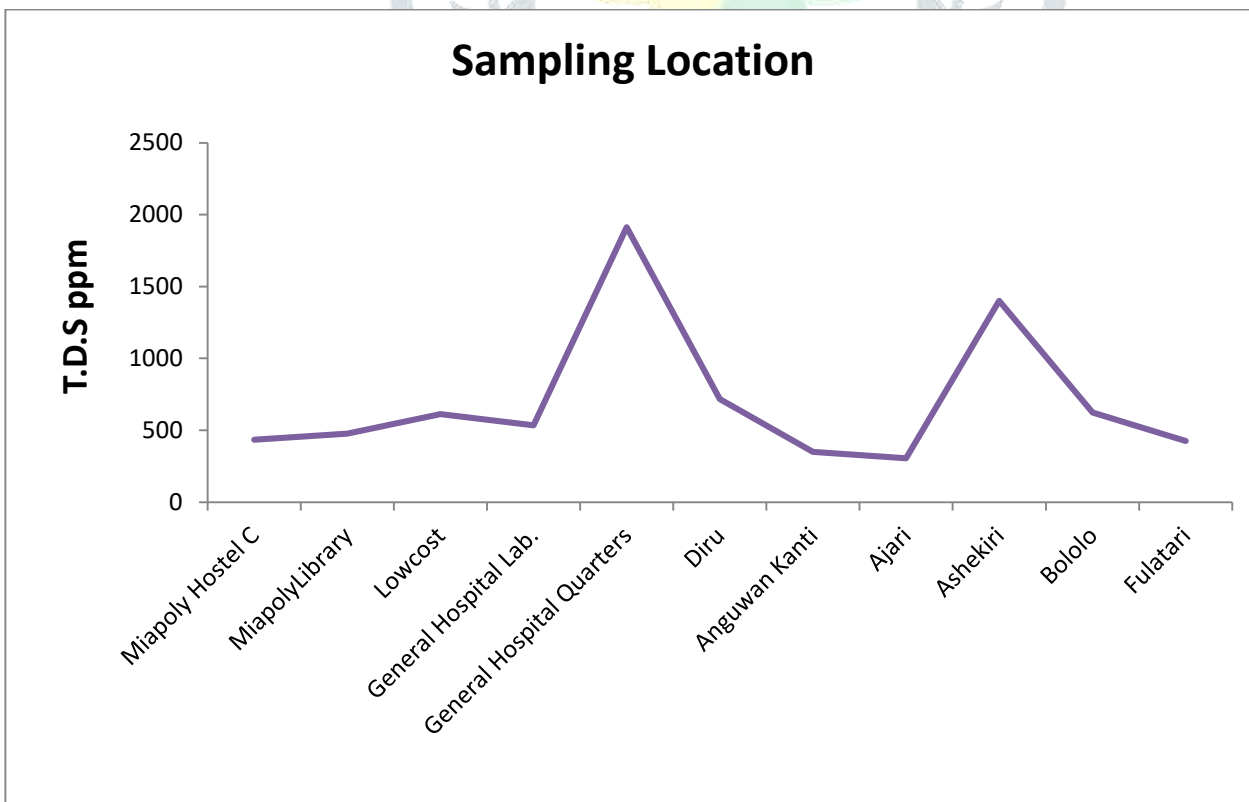 Sampling Location
T.D.S ppm
2500
2000
1500
1000
500
0
Miapoly Hostel C
MiapolyLibrary
Lowcost
General Hospital Lab.
General Hospital Quarters
Diru
Anguwan Kanti
Ajari
Ashekiri
Bololo
Fulatari